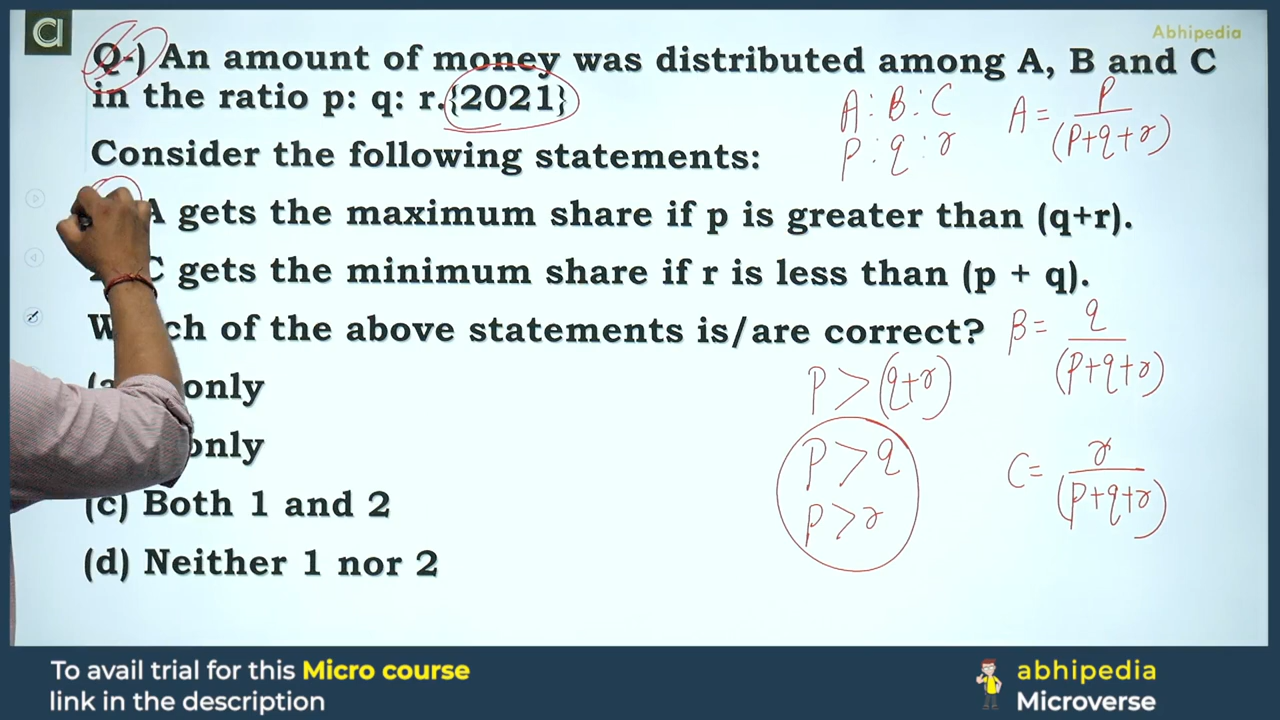 Abhipedia
Q-) An amount of money was distributed among A, B and C
in the ratio p: q: r.{2021}
A : B : C
p : q : r
A = p
(p+q+r)
Consider the following statements:
A gets the maximum share if p is greater than (q+r).
C gets the minimum share if r is less than (p + q).
of the above statements is/are correct?
B = q
(p+q+r)
only
p > (q+r)
only
p > q
p > r
C = r
(p+q+r)
(c) Both 1 and 2
(d) Neither 1 nor 2
To avail trial for this Micro course
link in the description
abhipedia
Microverse